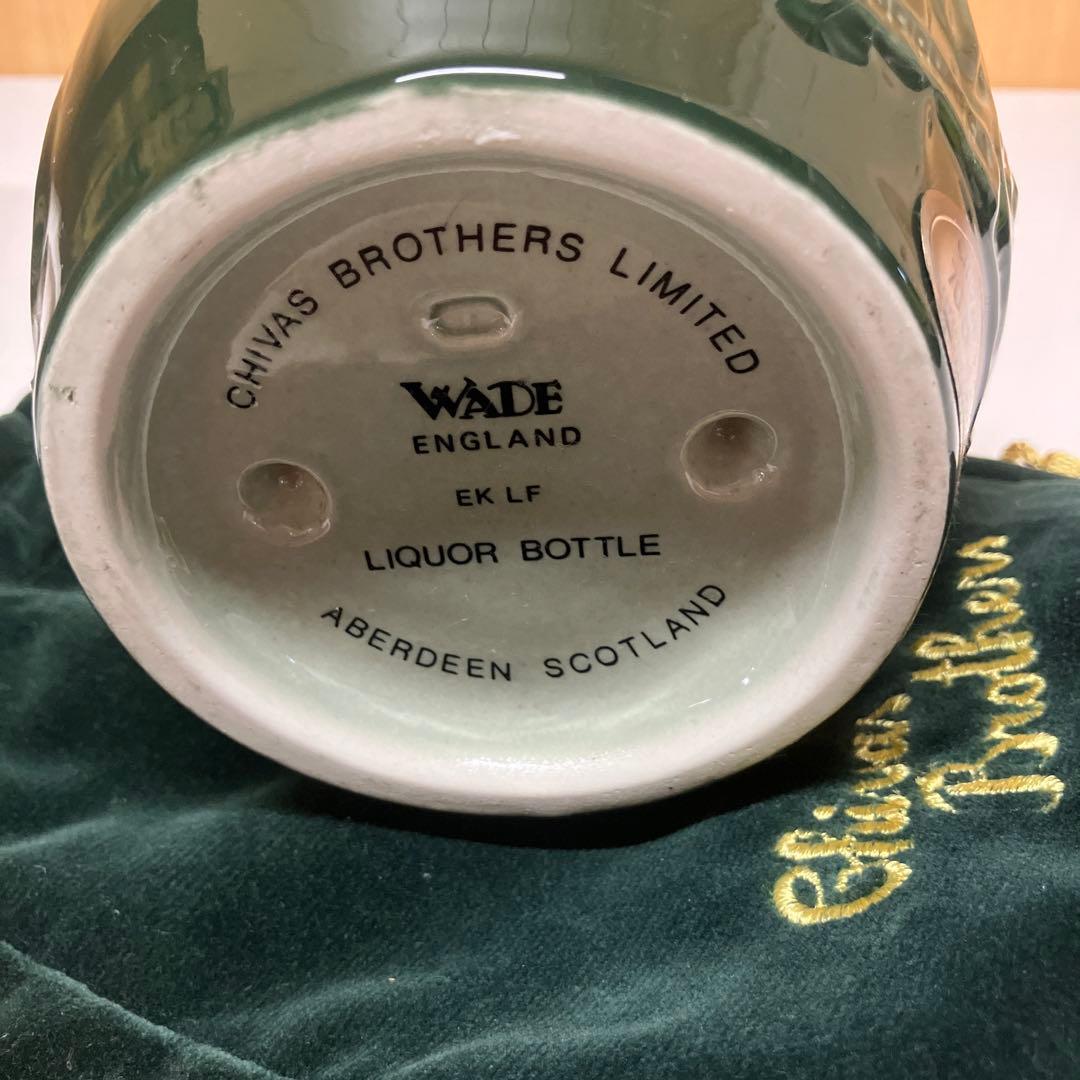 CHIVAS BROTHERS LIMITED
WADE
ENGLAND
EK LF
LIQUOR BOTTLE
ABERDEEN SCOTLAND
Chivas
Brothers